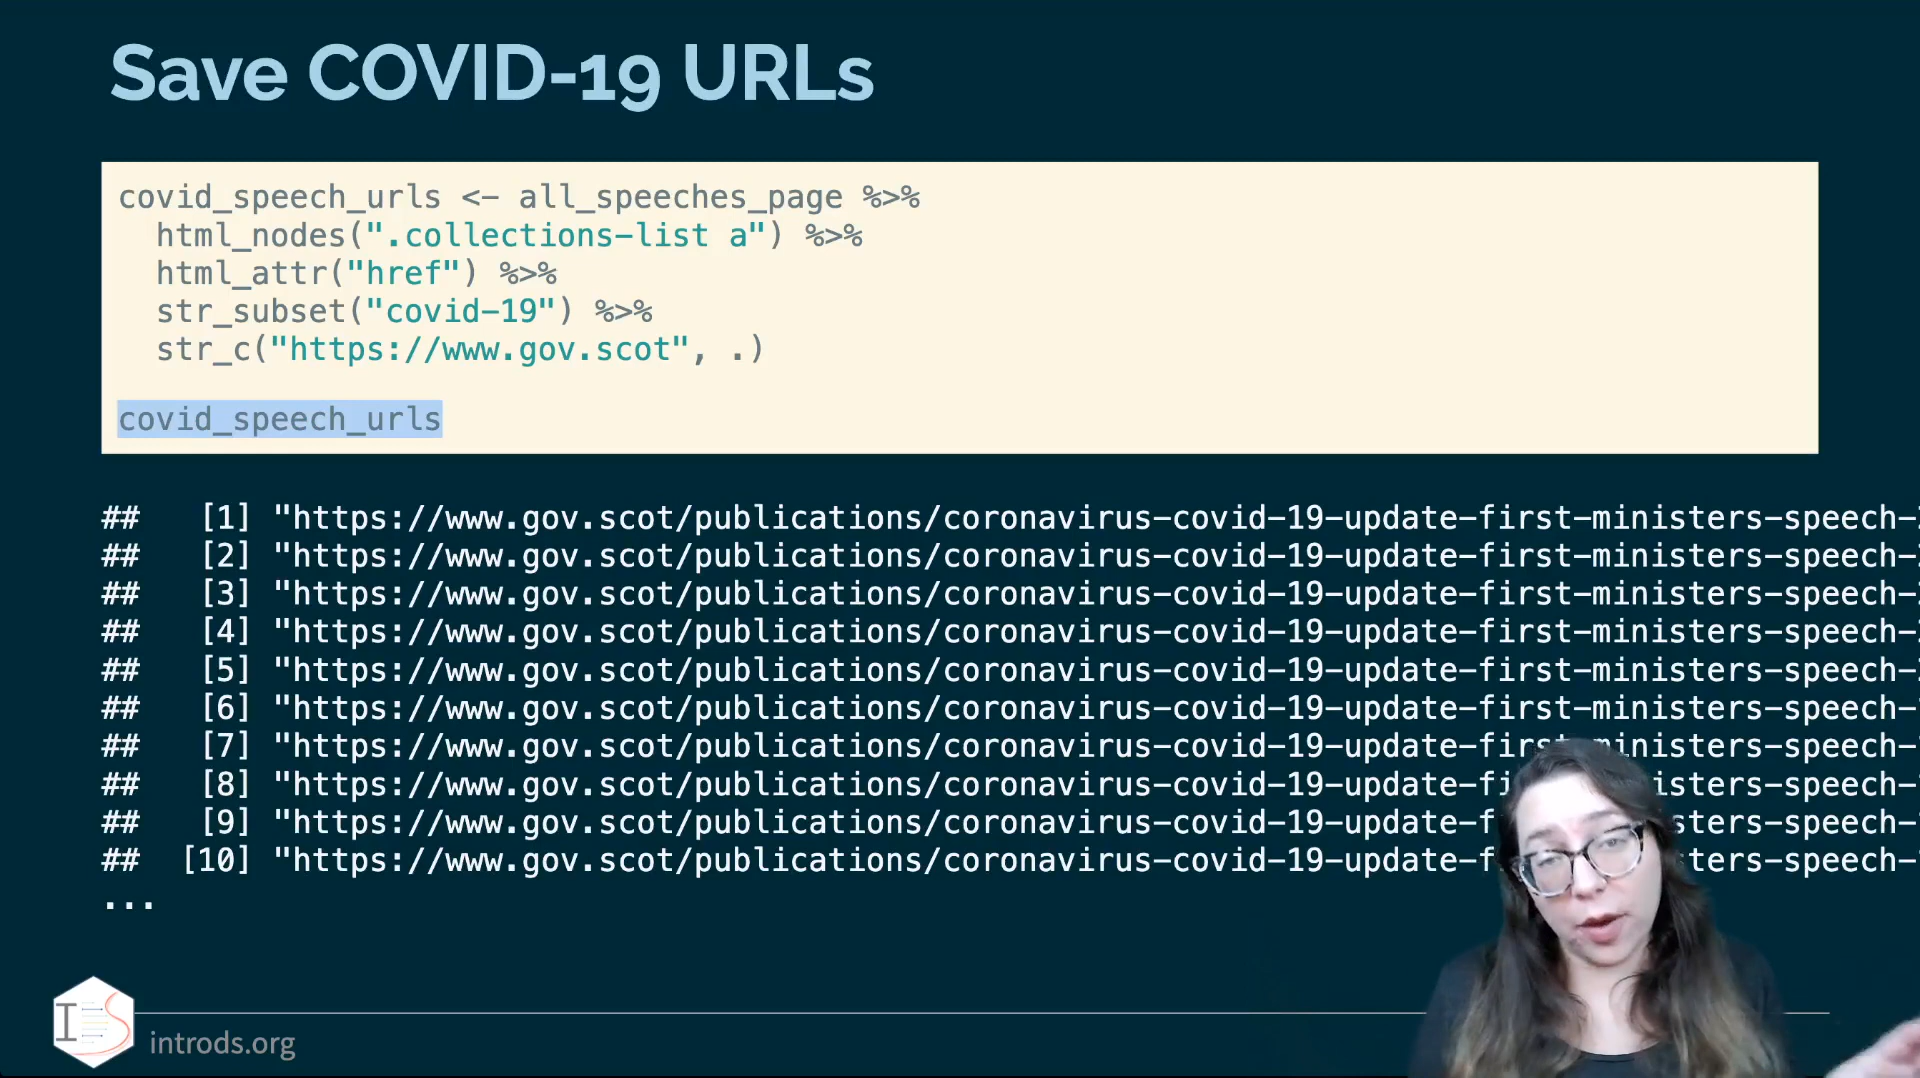 Save COVID-19 URLs
covid_speech_urls <- all_speeches_page %>%
html_nodes(".collections-list a") %>%
html_attr("href") %>%
str_subset("covid-19") %>%
str_c("https://www.gov.scot", .)
covid_speech_urls
## [1] "https://www.gov.scot/publications/coronavirus-covid-19-update-first-ministers-speech-
## [2] "https://www.gov.scot/publications/coronavirus-covid-19-update-first-ministers-speech-
## [3] "https://www.gov.scot/publications/coronavirus-covid-19-update-first-ministers-speech-
## [4] "https://www.gov.scot/publications/coronavirus-covid-19-update-first-ministers-speech-
## [5] "https://www.gov.scot/publications/coronavirus-covid-19-update-first-ministers-speech-
## [6] "https://www.gov.scot/publications/coronavirus-covid-19-update-first-ministers-speech-
## [7] "https://www.gov.scot/publications/coronavirus-covid-19-update-first-ministers-speech-
## [8] "https://www.gov.scot/publications/coronavirus-covid-19-update-fi isters-speech-
## [9] "https://www.gov.scot/publications/coronavirus-covid-19-update-f sters-speech-
## [10] "https://www.gov.scot/publications/coronavirus-covid-19-update-f ters-speech-
...
IS
introds.org